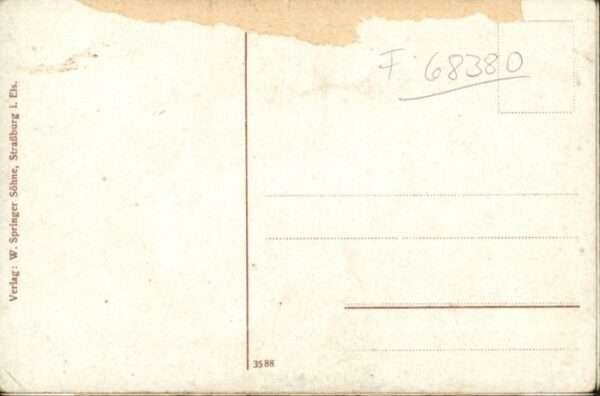 F 68380
Verlag: W. Springer Söhne, Straßburg i. Els.
3588